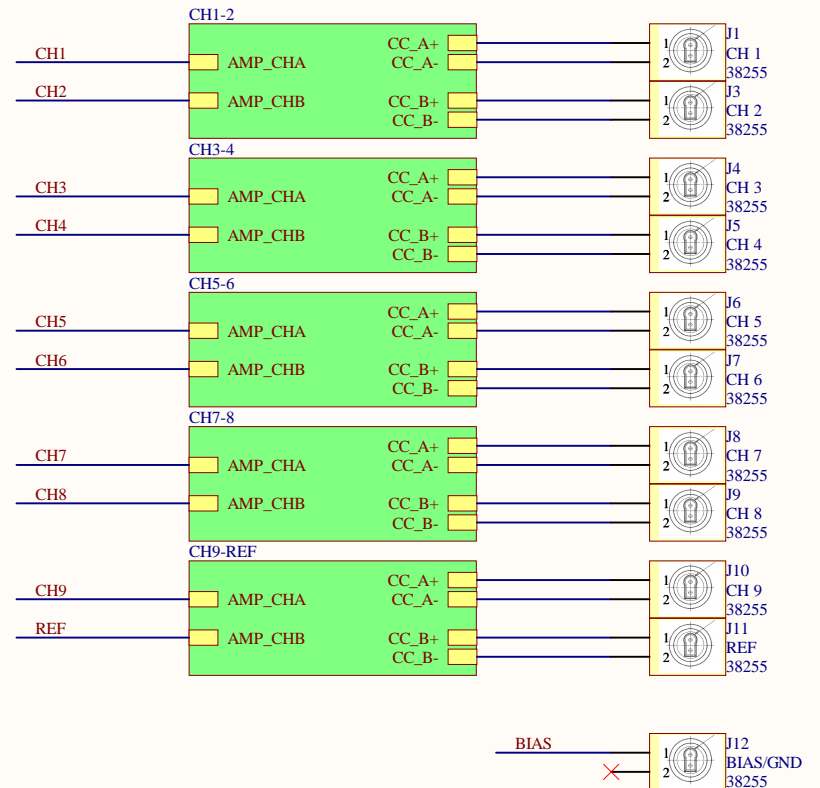 CH1-2
CH1 AMP_CHA CC_A+ 1 J1
CC_A- 2 CH 1
38255
CH2 AMP_CHB CC_B+ 1 J3
CC_B- 2 CH 2
38255
CH3-4
CH3 AMP_CHA CC_A+ 1 J4
CC_A- 2 CH 3
38255
CH4 AMP_CHB CC_B+ 1 J5
CC_B- 2 CH 4
38255
CH5-6
CH5 AMP_CHA CC_A+ 1 J6
CC_A- 2 CH 5
38255
CH6 AMP_CHB CC_B+ 1 J7
CC_B- 2 CH 6
38255
CH7-8
CH7 AMP_CHA CC_A+ 1 J8
CC_A- 2 CH 7
38255
CH8 AMP_CHB CC_B+ 1 J9
CC_B- 2 CH 8
38255
CH9-REF
CH9 AMP_CHA CC_A+ 1 J10
CC_A- 2 CH 9
38255
REF AMP_CHB CC_B+ 1 J11
CC_B- 2 REF
38255
BIAS 1 J12
2 BIAS/GND
38255